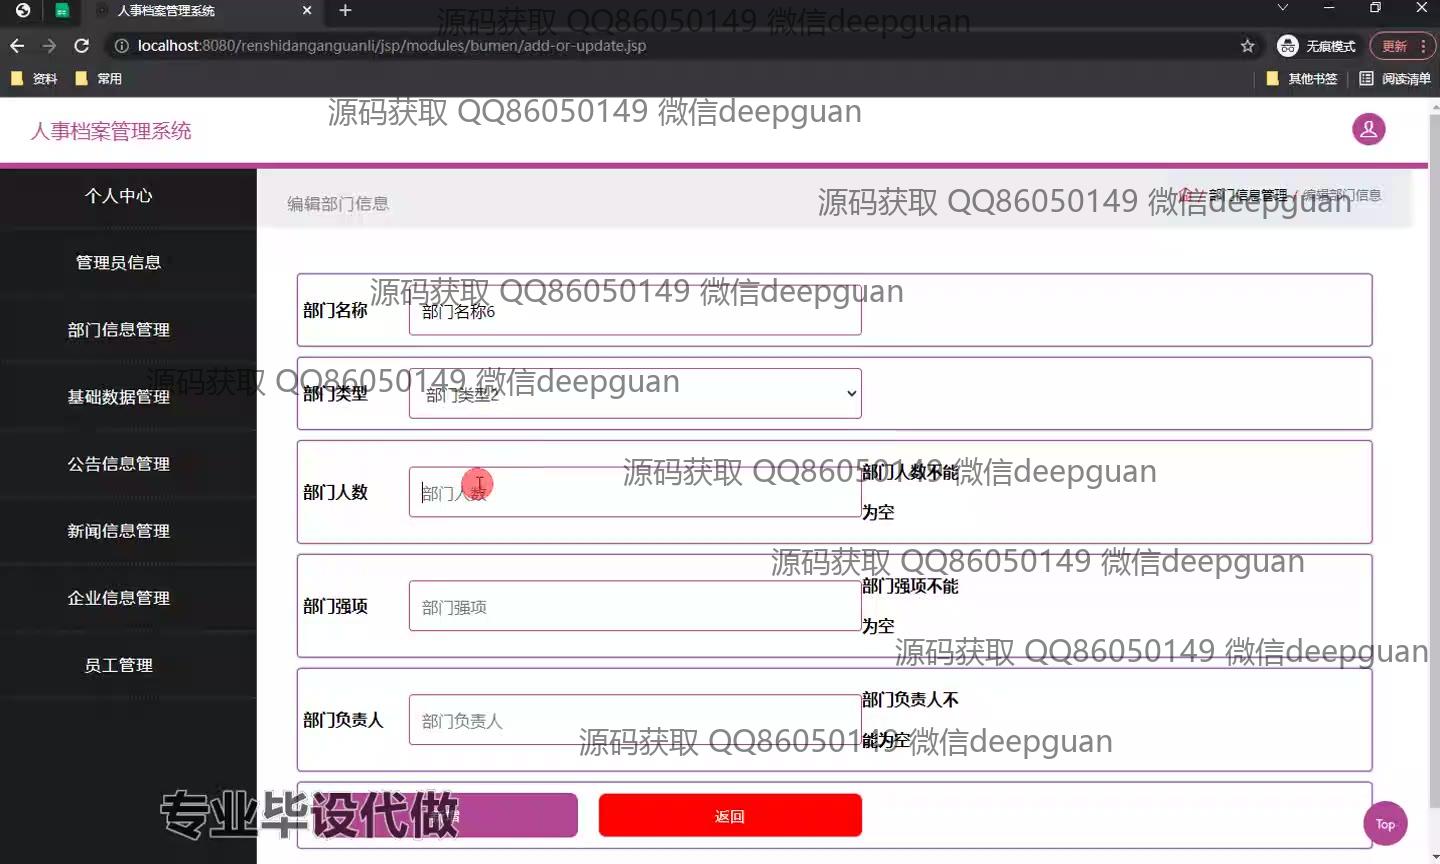 人事档案管理系统
源码获取 QQ86050149 微信deepguan
localhost:8080/renshidanganguanli/jsp/modules/bumen/add-or-update.jsp
无痕模式
更新
资料
常用
其他书签
阅读清单
源码获取 QQ86050149 微信deepguan
人事档案管理系统
个人中心
编辑部门信息
源码获取 QQ86050149 微信deepguan
部门信息管理 / 编辑部门信息
管理员信息
源码获取 QQ86050149 微信deepguan
部门名称
部门名称6
部门信息管理
源码获取 QQ86050149 微信deepguan
部门类型
部门类型2
基础数据管理
公告信息管理
源码获取 QQ86050149 微信deepguan
部门人数
部门人数
部门人数不能
为空
新闻信息管理
源码获取 QQ86050149 微信deepguan
企业信息管理
部门强项
部门强项
部门强项不能
为空
源码获取 QQ86050149 微信deepguan
员工管理
部门负责人
部门负责人
部门负责人不
能为空
源码获取 QQ86050149 微信deepguan
专业毕设代做
返回
Top